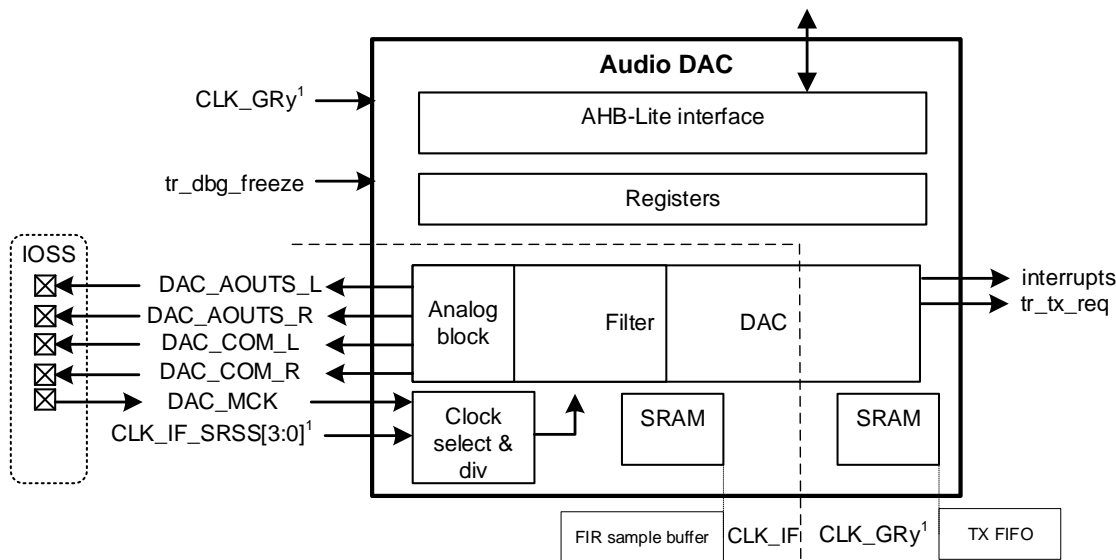 Audio DAC
CLK_GRy1
AHB-Lite interface
tr_dbg_freeze
Registers
IOSS
DAC_AOUTS_L
DAC_AOUTS_R
DAC_COM_L
DAC_COM_R
DAC_MCK
CLK_IF_SRSS[3:0]1
Analog
block
Filter
DAC
interrupts
tr_tx_req
Clock
select &
div
SRAM
SRAM
FIR sample buffer
CLK_IF
CLK_GRy1
TX FIFO